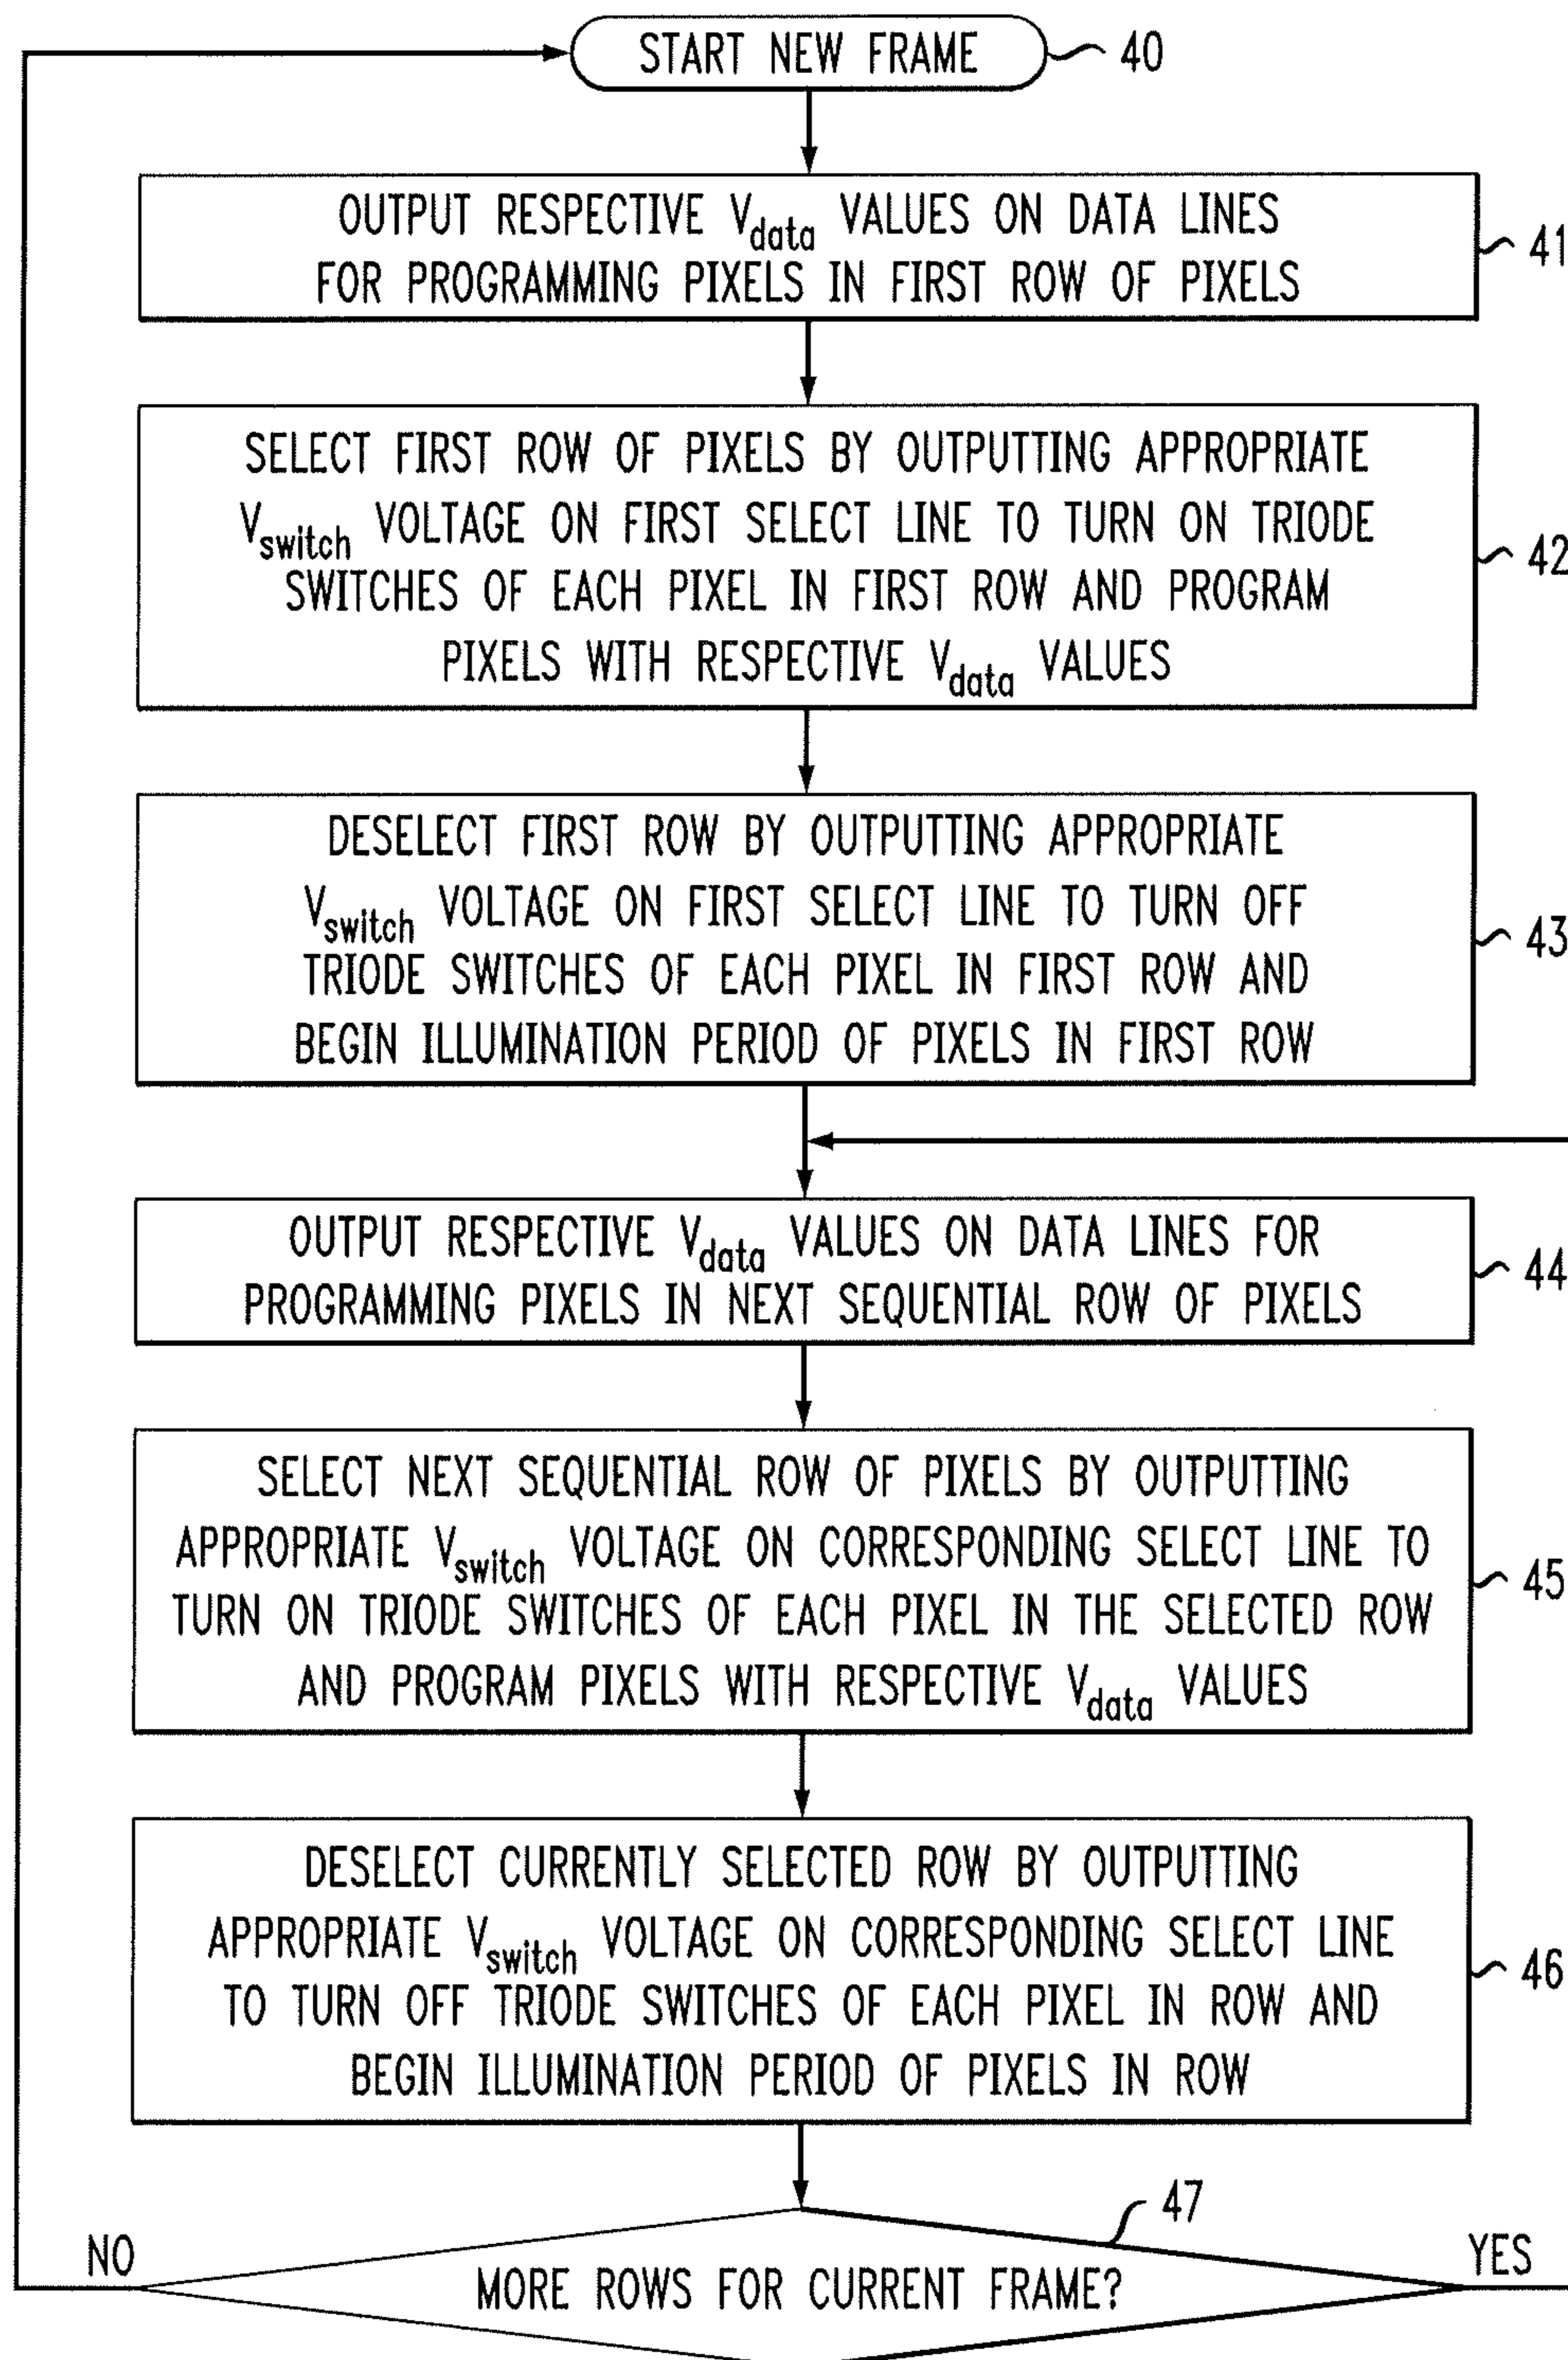 START NEW FRAME
40
OUTPUT RESPECTIVE Vdata VALUES ON DATA LINES
FOR PROGRAMMING PIXELS IN FIRST ROW OF PIXELS
41
SELECT FIRST ROW OF PIXELS BY OUTPUTTING APPROPRIATE
Vswitch VOLTAGE ON FIRST SELECT LINE TO TURN ON TRIODE
SWITCHES OF EACH PIXEL IN FIRST ROW AND PROGRAM
PIXELS WITH RESPECTIVE Vdata VALUES
42
DESELECT FIRST ROW BY OUTPUTTING APPROPRIATE
Vswitch VOLTAGE ON FIRST SELECT LINE TO TURN OFF
TRIODE SWITCHES OF EACH PIXEL IN FIRST ROW AND
BEGIN ILLUMINATION PERIOD OF PIXELS IN FIRST ROW
43
OUTPUT RESPECTIVE Vdata VALUES ON DATA LINES FOR
PROGRAMMING PIXELS IN NEXT SEQUENTIAL ROW OF PIXELS
44
SELECT NEXT SEQUENTIAL ROW OF PIXELS BY OUTPUTTING
APPROPRIATE Vswitch VOLTAGE ON CORRESPONDING SELECT LINE TO
TURN ON TRIODE SWITCHES OF EACH PIXEL IN THE SELECTED ROW
AND PROGRAM PIXELS WITH RESPECTIVE Vdata VALUES
45
DESELECT CURRENTLY SELECTED ROW BY OUTPUTTING
APPROPRIATE Vswitch VOLTAGE ON CORRESPONDING SELECT LINE
TO TURN OFF TRIODE SWITCHES OF EACH PIXEL IN ROW AND
BEGIN ILLUMINATION PERIOD OF PIXELS IN ROW
46
47
NO
MORE ROWS FOR CURRENT FRAME?
YES